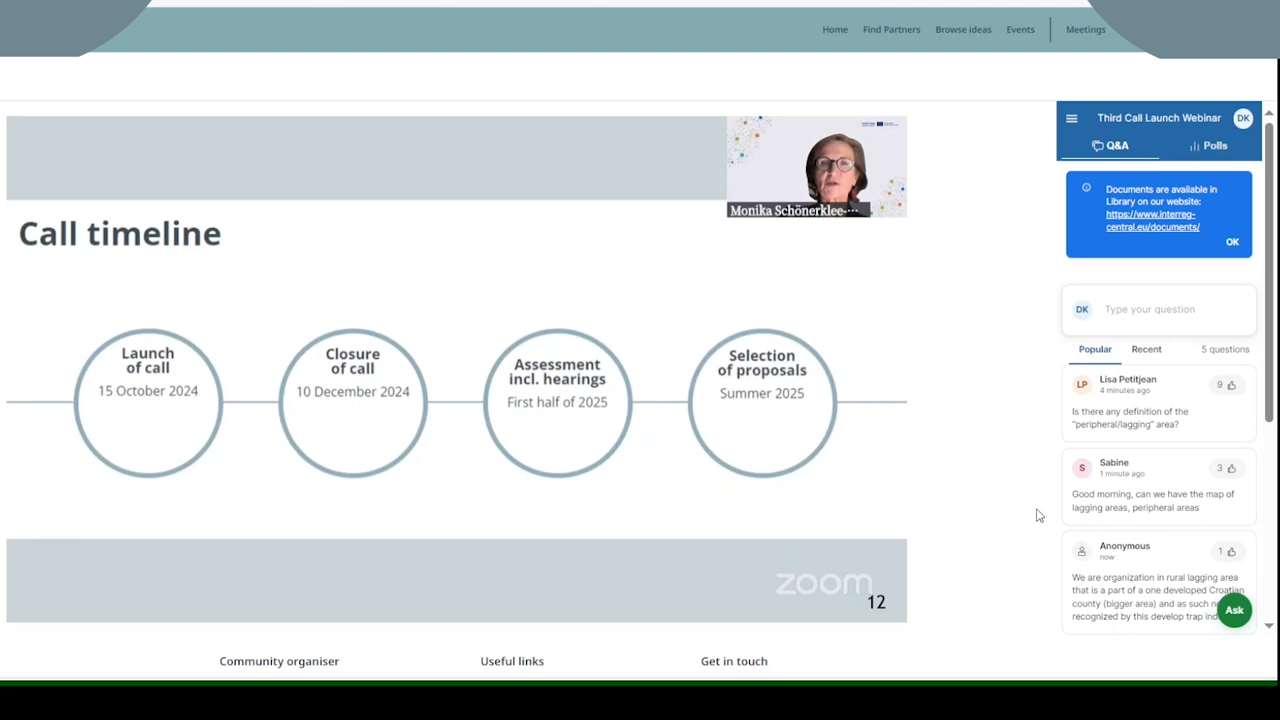 Home Find Partners Browse ideas Events Meetings
Monika Schönerklee-...
Call timeline
Launch
of call
15 October 2024
Closure
of call
10 December 2024
Assessment
incl. hearings
First half of 2025
Selection
of proposals
Summer 2025
zoom
12
Third Call Launch Webinar DK
Q&A Polls
Documents are available in
Library on our website:
https://www.interreg-
central.eu/documents/
OK
DK Type your question
Popular Recent 5 questions
LP Lisa Petitjean 9
4 minutes ago
Is there any definition of the
"peripheral/lagging" area?
S Sabine 3
1 minute ago
Good morning, can we have the map of
lagging areas, peripheral areas
Anonymous 1
now
We are organization in rural lagging area
that is a part of a one developed Croatian
county (bigger area) and as such
recognized by this develop trap
Ask
Community organiser Useful links Get in touch